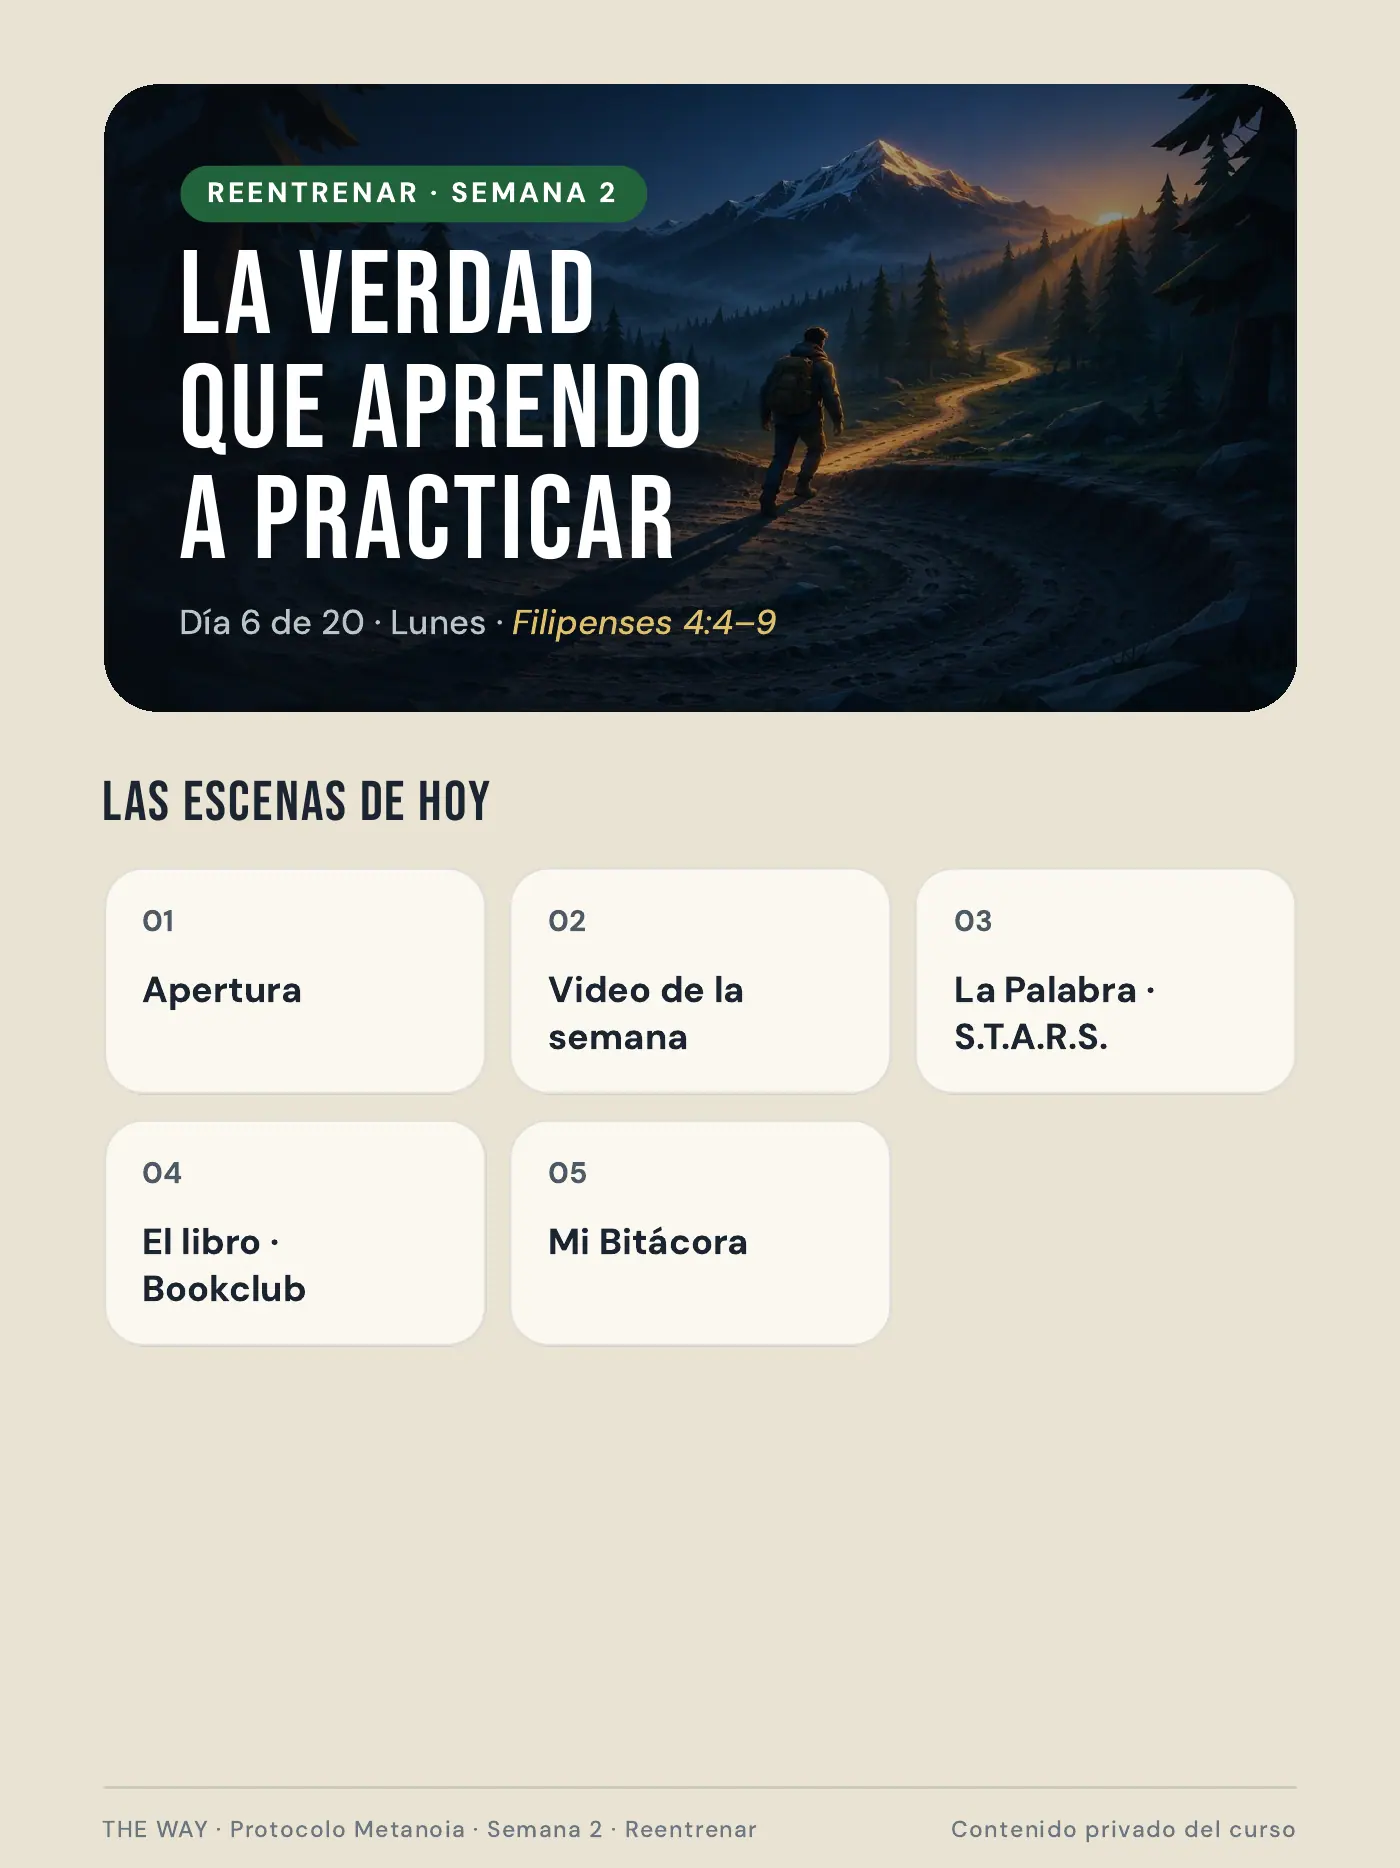 REENTRENAR · SEMANA 2
LA VERDAD
QUE APRENDO
A PRACTICAR
Día 6 de 20 · Lunes · Filipenses 4:4–9
LAS ESCENAS DE HOY
01
Apertura
02
Video de la
semana
03
La Palabra ·
S.T.A.R.S.
04
El libro ·
Bookclub
05
Mi Bitácora
THE WAY · Protocolo Metanoia · Semana 2 · Reentrenar
Contenido privado del curso